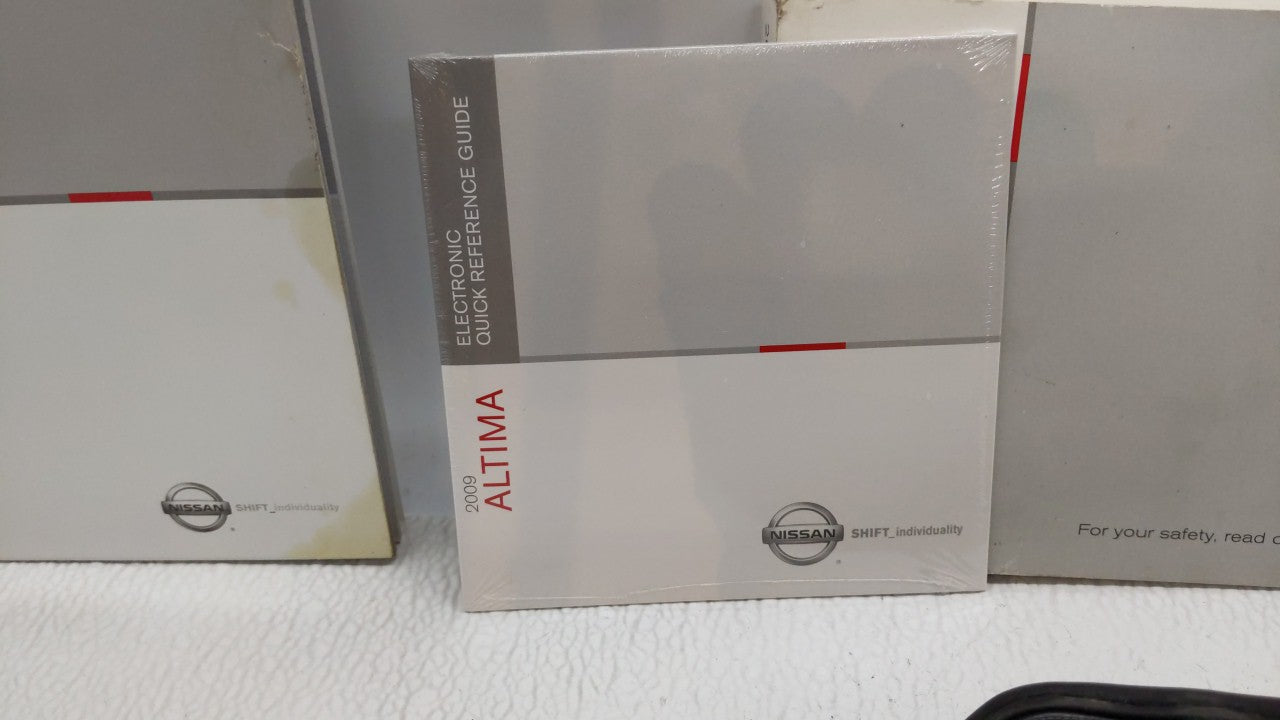 NISSAN SHIFT_individuality
ELECTRONIC
QUICK REFERENCE GUIDE
2009
ALTIMA
NISSAN SHIFT_individuality
For your safety, read